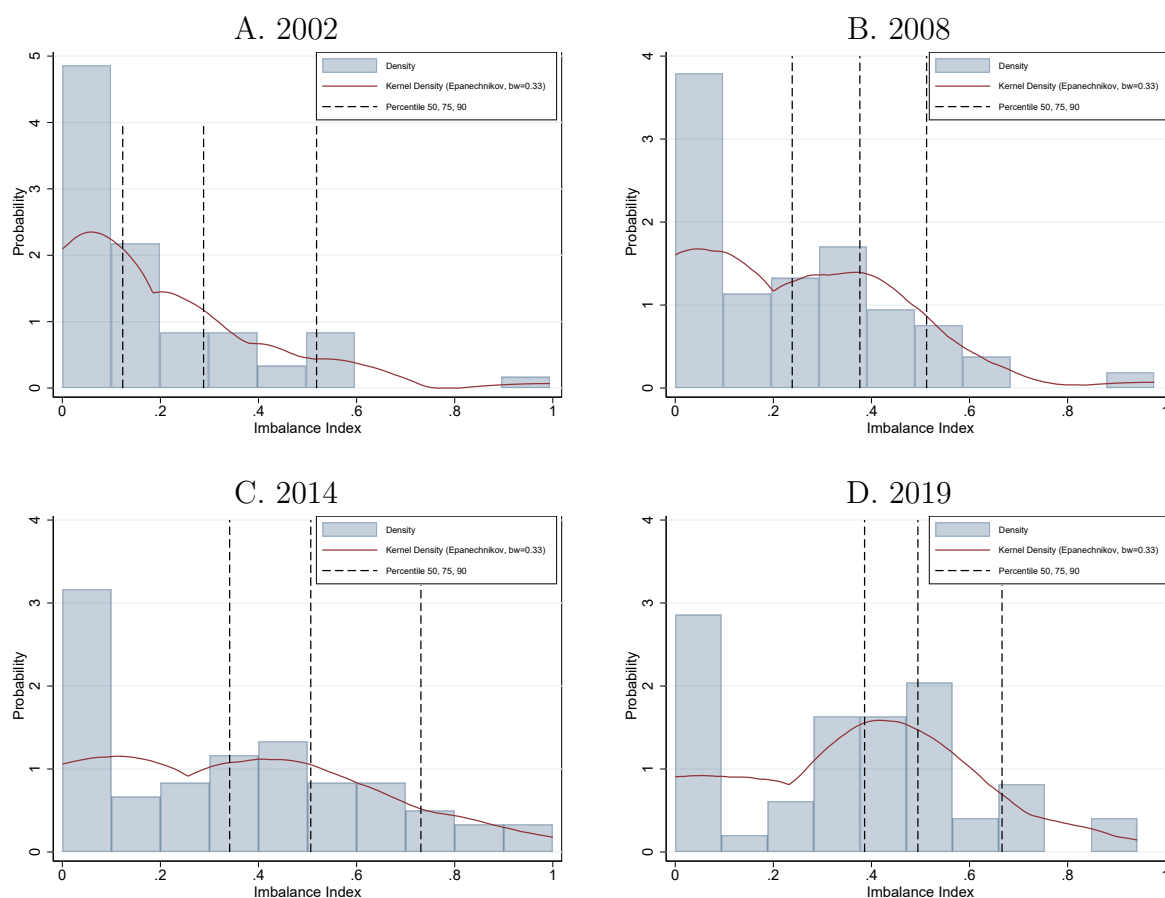 A. 2002
Density
Kernel Density (Epanechnikov, bw=0.33)
Percentile 50, 75, 90
Probability
5
4
3
2
1
0
0 .2 .4 .6 .8 1
Imbalance Index
B. 2008
Density
Kernel Density (Epanechnikov, bw=0.33)
Percentile 50, 75, 90
Probability
4
3
2
1
0
0 .2 .4 .6 .8 1
Imbalance Index
C. 2014
Density
Kernel Density (Epanechnikov, bw=0.33)
Percentile 50, 75, 90
Probability
4
3
2
1
0
0 .2 .4 .6 .8 1
Imbalance Index
D. 2019
Density
Kernel Density (Epanechnikov, bw=0.33)
Percentile 50, 75, 90
Probability
4
3
2
1
0
0 .2 .4 .6 .8 1
Imbalance Index